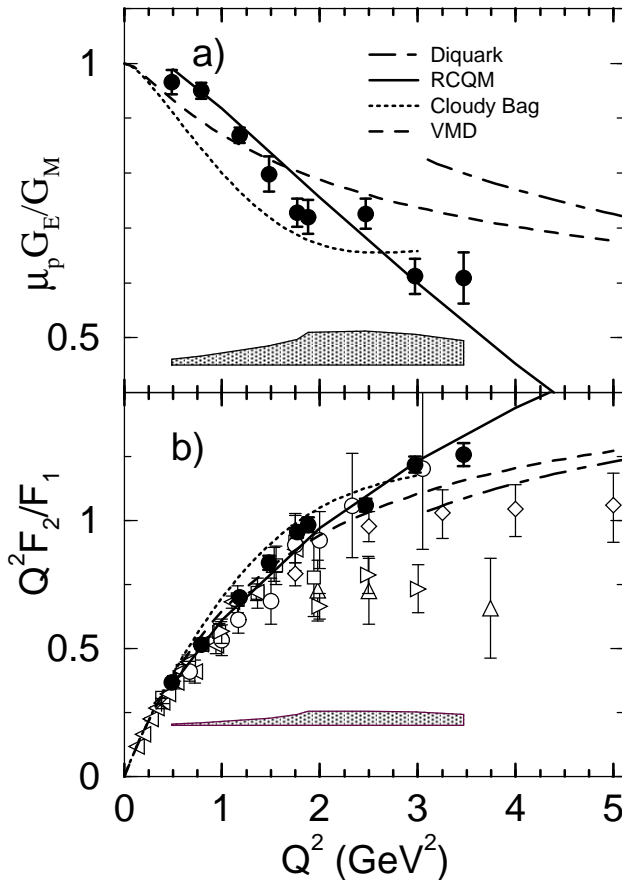 a)
Diquark
RCQM
Cloudy Bag
VMD
1
0.5
μpGE/GM
b)
1
0.5
0
Q²F2/F1
0 1 2 3 4 5
Q² (GeV²)